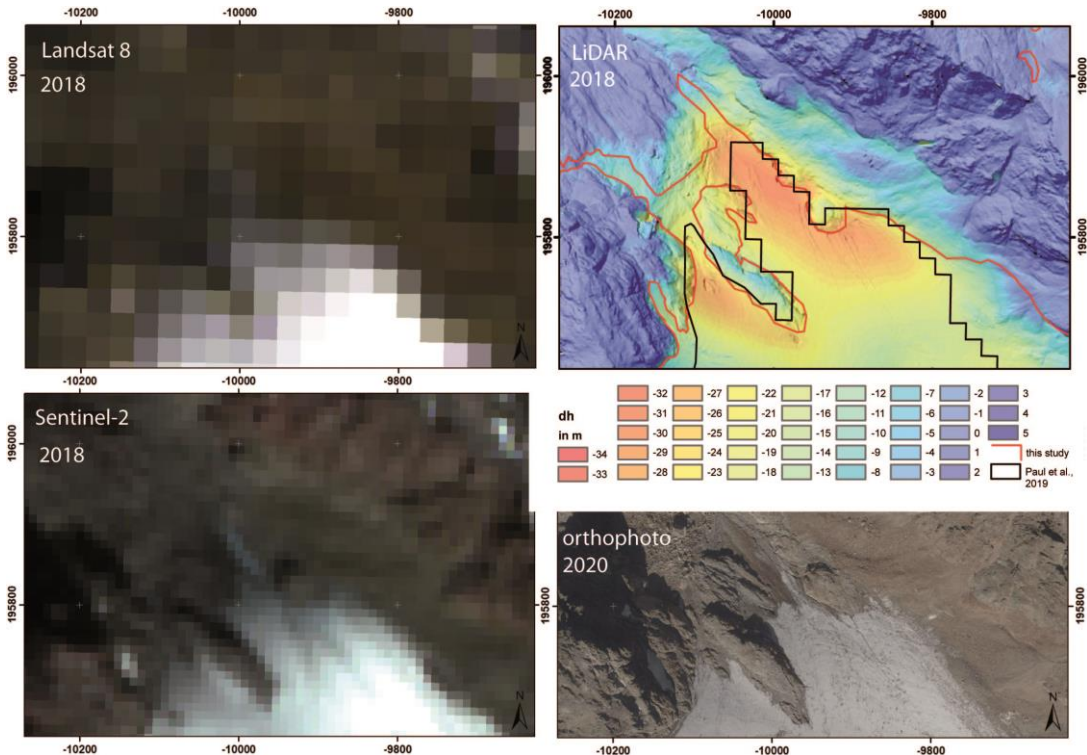 -10200 -10000 -9800
Landsat 8
2018
196000
195800
N
-10200 -10000 -9800
LiDAR
2018
196000
195800
N
dh
in m
-34
-33
-32 -27 -22 -17 -12 -7 -2 3
-31 -26 -21 -16 -11 -6 -1 4
-30 -25 -20 -15 -10 -5 0 5
-29 -24 -19 -14 -9 -4 1 this study
-28 -23 -18 -13 -8 -3 2 Paul et al.,
2019
-10200 -10000 -9800
Sentinel-2
2018
196000
195800
N
-10200 -10000 -9800
orthophoto
2020
195800
195800
N
-10200 -10000 -9800